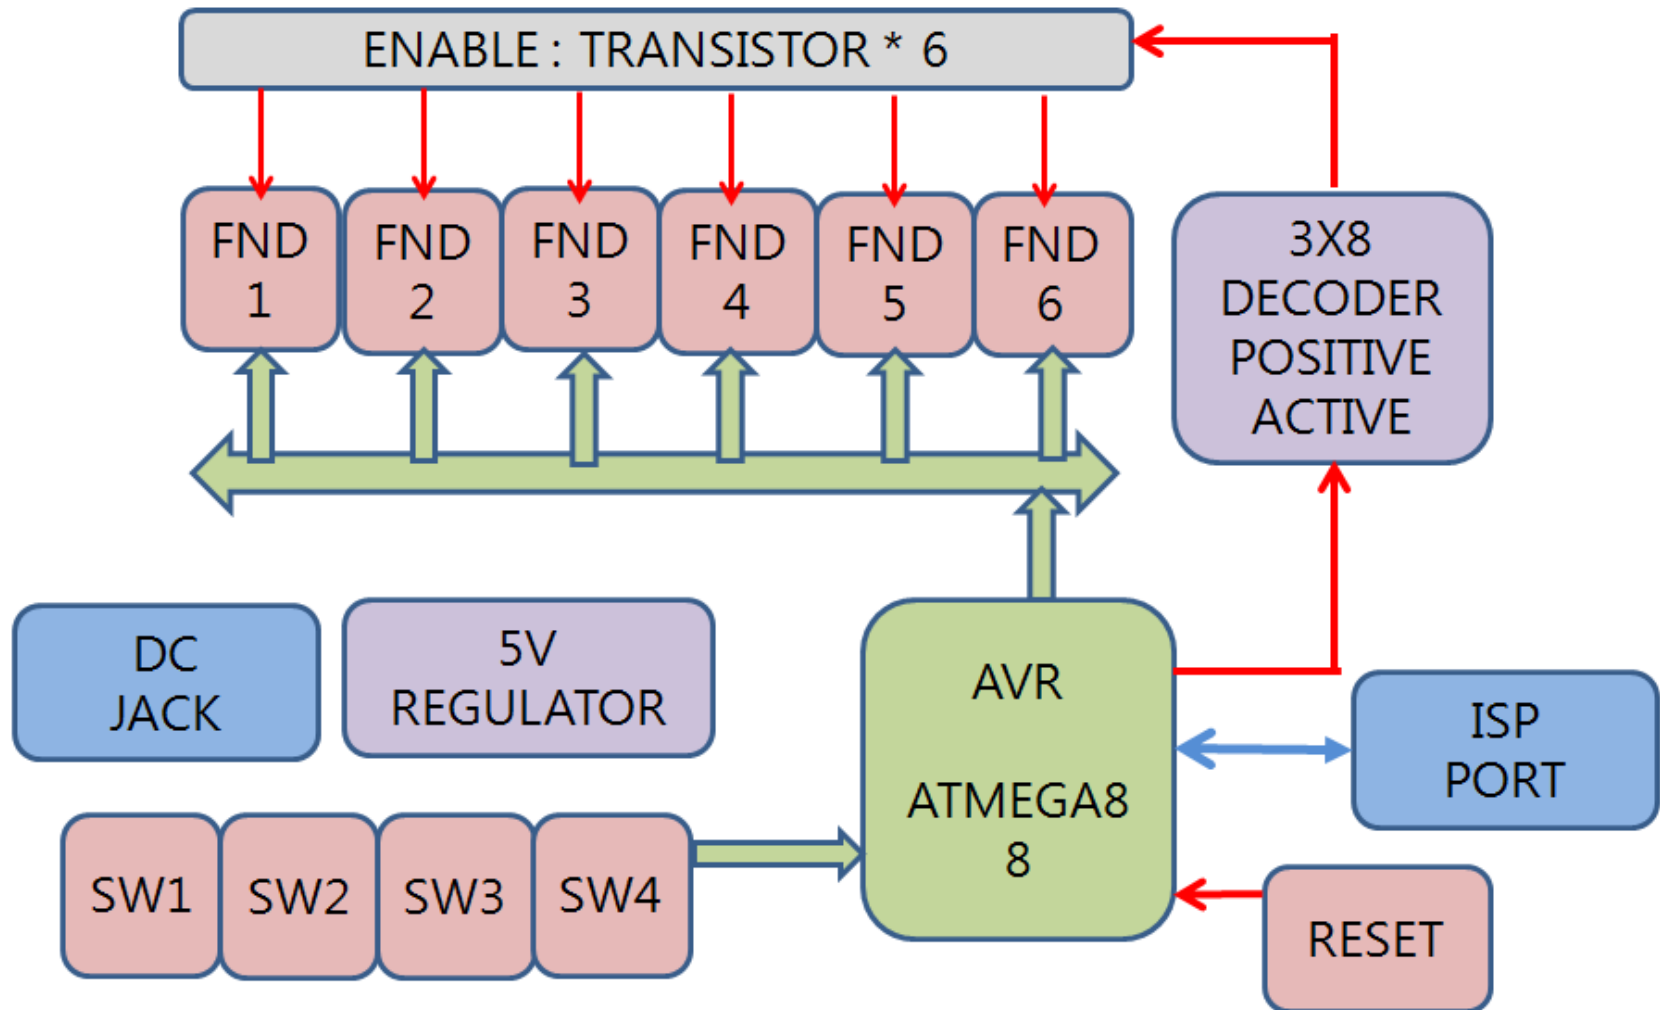 ENABLE : TRANSISTOR * 6
FND
1
FND
2
FND
3
FND
4
FND
5
FND
6
3X8
DECODER
POSITIVE
ACTIVE
DC
JACK
5V
REGULATOR
AVR
ATMEGA8
8
ISP
PORT
SW1
SW2
SW3
SW4
RESET